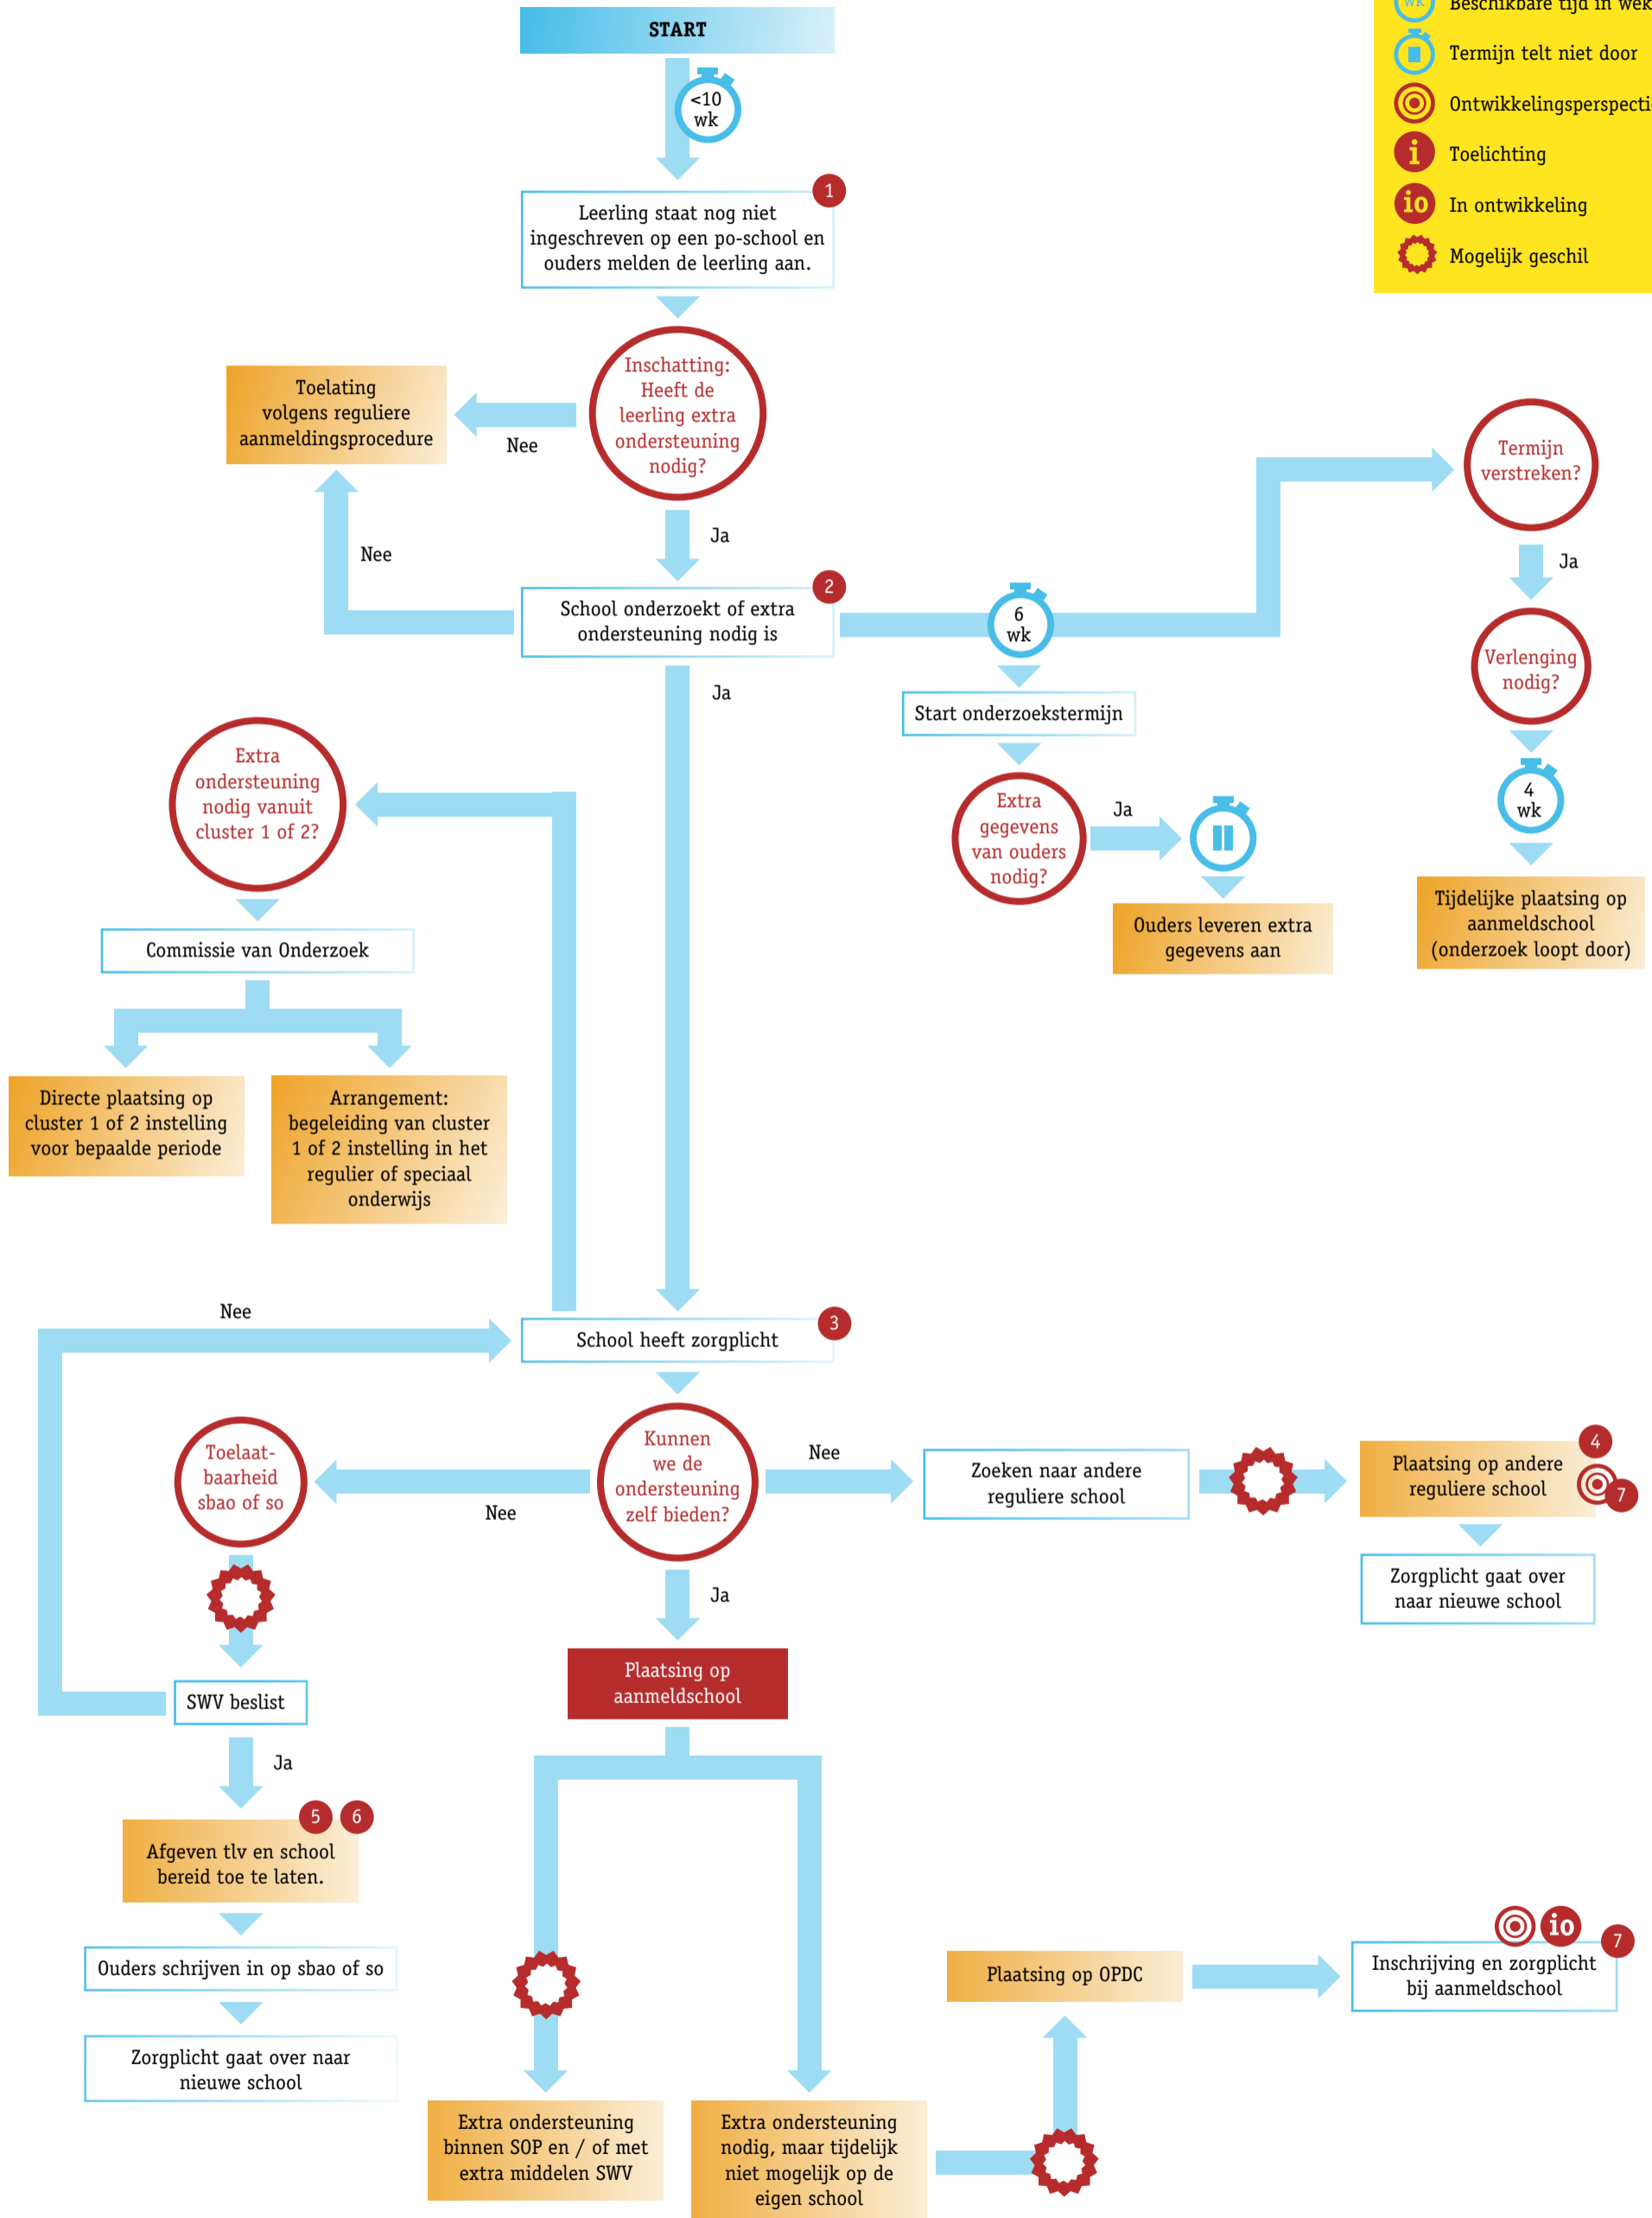 START
<10
wk
Beschikbare tijd in wek
wk
Termijn telt niet door
Ontwikkelingsperspectie
i
Toelichting
io
In ontwikkeling
Mogelijk geschil
1
Leerling staat nog niet
ingeschreven op een po-school en
ouders melden de leerling aan.
Inschatting:
Heeft de
leerling extra
ondersteuning
nodig?
Nee
Toelating
volgens reguliere
aanmeldingsprocedure
Ja
Nee
2
School onderzoekt of extra
ondersteuning nodig is
6
wk
Termijn
verstreken?
Ja
Verlenging
nodig?
4
wk
Tijdelijke plaatsing op
aanmeldschool
(onderzoek loopt door)
Start onderzoekstermijn
Extra
gegevens
van ouders
nodig?
Ja
Ouders leveren extra
gegevens aan
Ja
Extra
ondersteuning
nodig vanuit
cluster 1 of 2?
Commissie van Onderzoek
Directe plaatsing op
cluster 1 of 2 instelling
voor bepaalde periode
Arrangement:
begeleiding van cluster
1 of 2 instelling in het
regulier of speciaal
onderwijs
Nee
3
School heeft zorgplicht
Kunnen
we de
ondersteuning
zelf bieden?
Nee
Toelaat-
baarheid
sbao of so
Nee
Zoeken naar andere
reguliere school
4
Plaatsing op andere
reguliere school
7
Zorgplicht gaat over
naar nieuwe school
SWV beslist
Ja
5 6
Afgeven tlv en school
bereid toe te laten.
Ouders schrijven in op sbao of so
Zorgplicht gaat over naar
nieuwe school
Ja
Plaatsing op
aanmeldschool
Extra ondersteuning
binnen SOP en / of met
extra middelen SWV
Extra ondersteuning
nodig, maar tijdelijk
niet mogelijk op de
eigen school
Plaatsing op OPDC
io
7
Inschrijving en zorgplicht
bij aanmeldschool